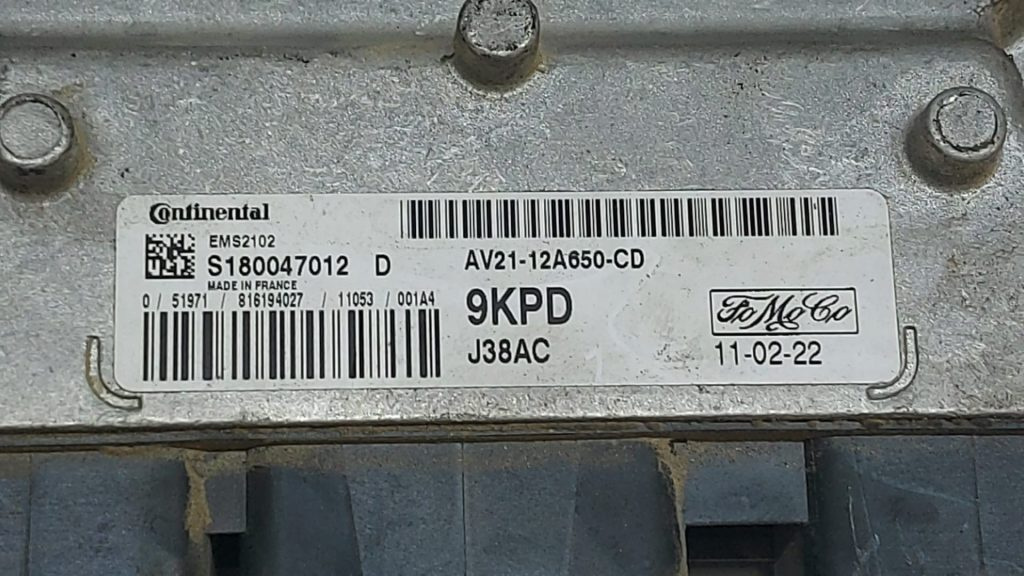 Continental
EMS2102
S180047012 D
MADE IN FRANCE
0 / 51971 / 816194027 / 11053 / 001A4
AV21-12A650-CD
9KPD
J38AC
FoMoCo
11-02-22